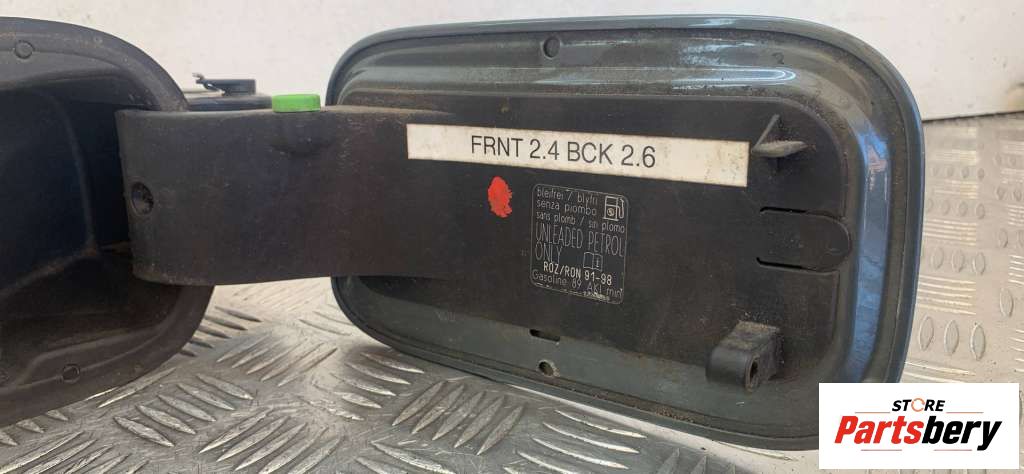 FRNT 2.4 BCK 2.6
bleifrei / blyfri
senza piombo
sans plomb / sin plomo
UNLEADED PETROL
ONLY
ROZ/RON 91-98
Gasoline 89 AKI min
STORE
Partsbery